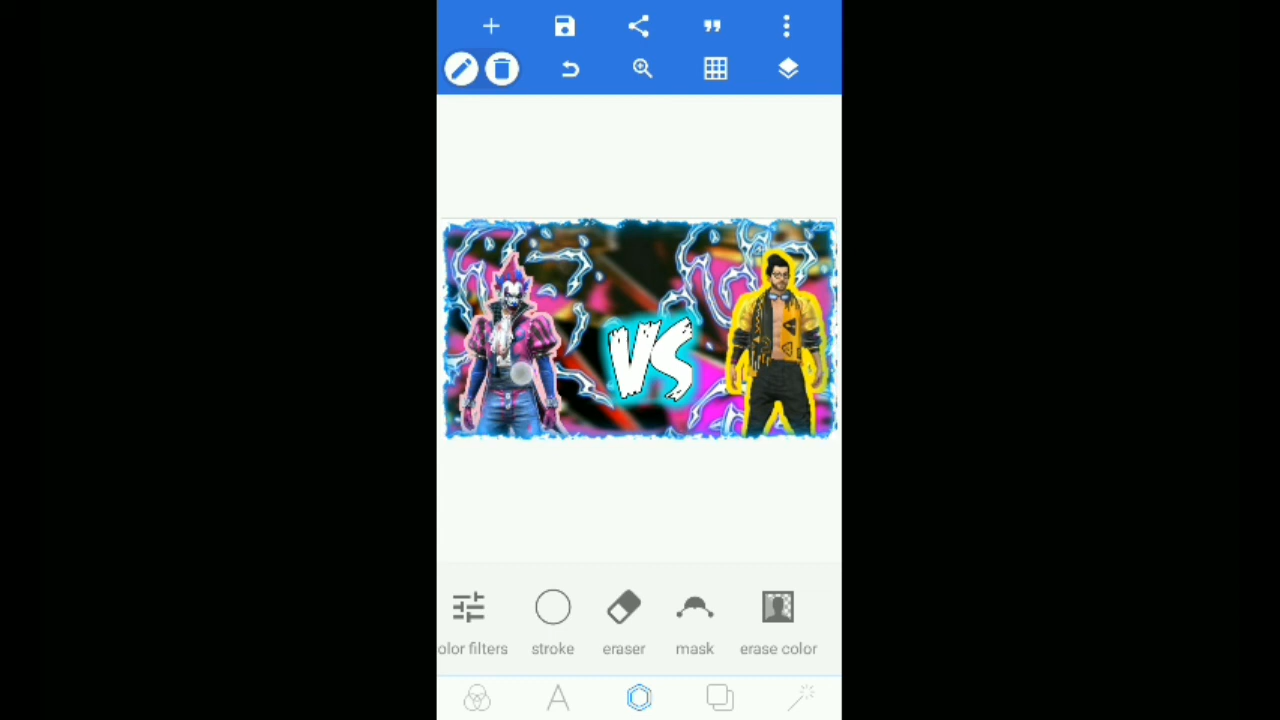 VS
olor filters
stroke
eraser
mask
erase color